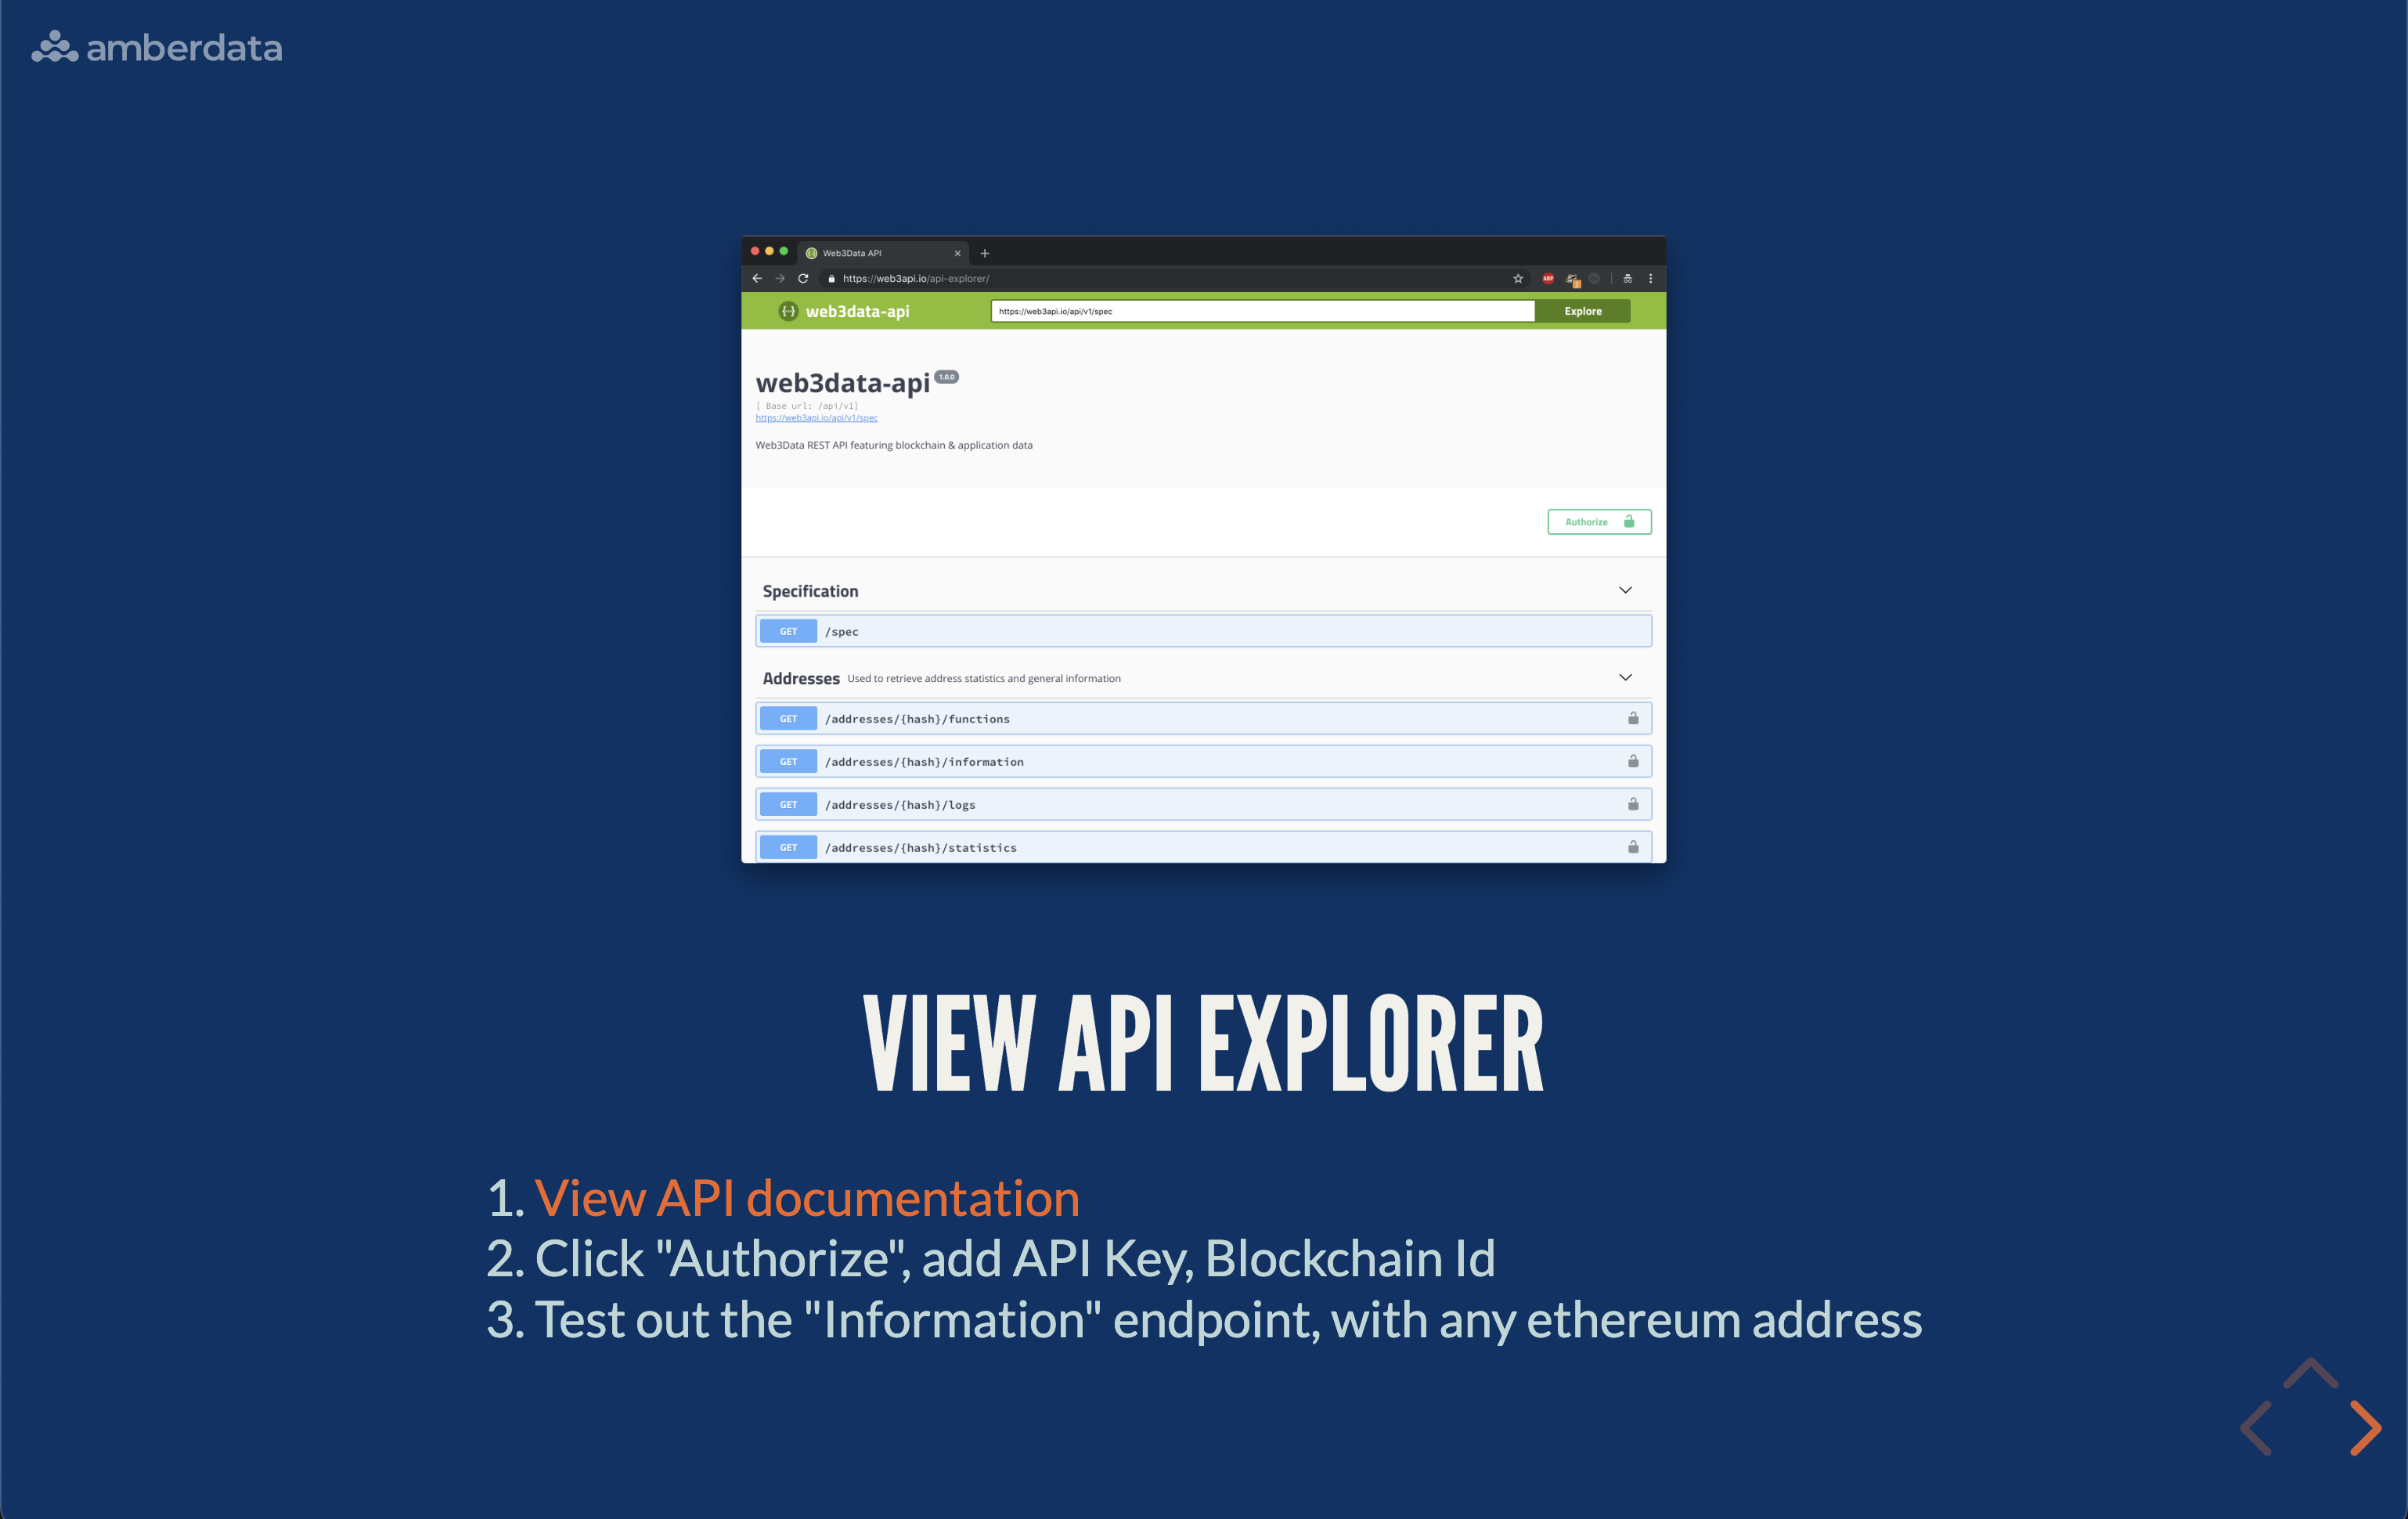 amberdata
Web3Data API
https://web3api.io/api-explorer/
ABP
web3data-api
https://web3api.io/api/v1/spec
Explore
web3data-api 1.0.0
[ Base url: /api/v1]
https://web3api.io/api/v1/spec
Web3Data REST API featuring blockchain & application data
Authorize
Specification
GET /spec
Addresses Used to retrieve address statistics and general information
GET /addresses/{hash}/functions
GET /addresses/{hash}/information
GET /addresses/{hash}/logs
GET /addresses/{hash}/statistics
VIEW API EXPLORER
1. View API documentation
2. Click "Authorize", add API Key, Blockchain Id
3. Test out the "Information" endpoint, with any ethereum address